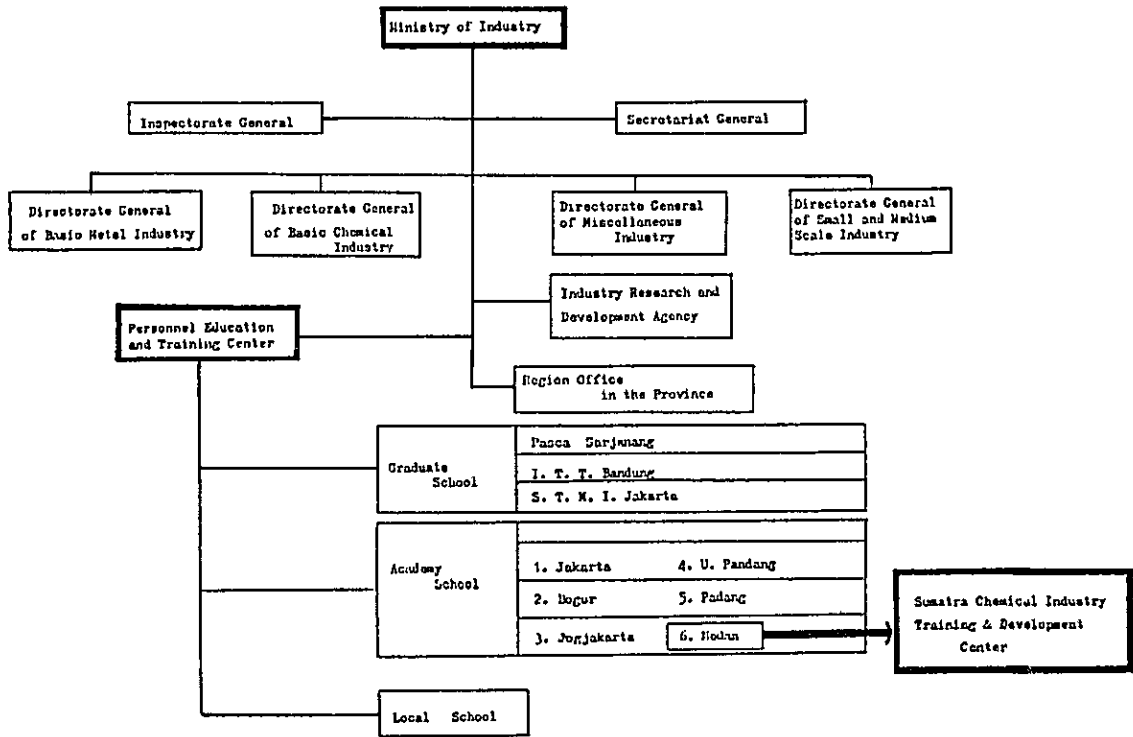 Ministry of Industry
Inspectorate General
Secretariat General
Directorate General
of Basic Metal Industry
Directorate General
of Basic Chemical
Industry
Directorate General
of Miscellaneous
Industry
Directorate General
of Small and Medium
Scale Industry
Industry Research and
Development Agency
Personnel Education
and Training Center
Region Office
in the Province
Graduate
School
Pasca Sarjanang
I. T. T. Bandung
S. T. M. I. Jakarta
Academy
School
1. Jakarta
4. U. Pandang
2. Bogor
5. Padang
3. Jogjakarta
6. Medan
Sumatra Chemical Industry
Training & Development
Center
Local School